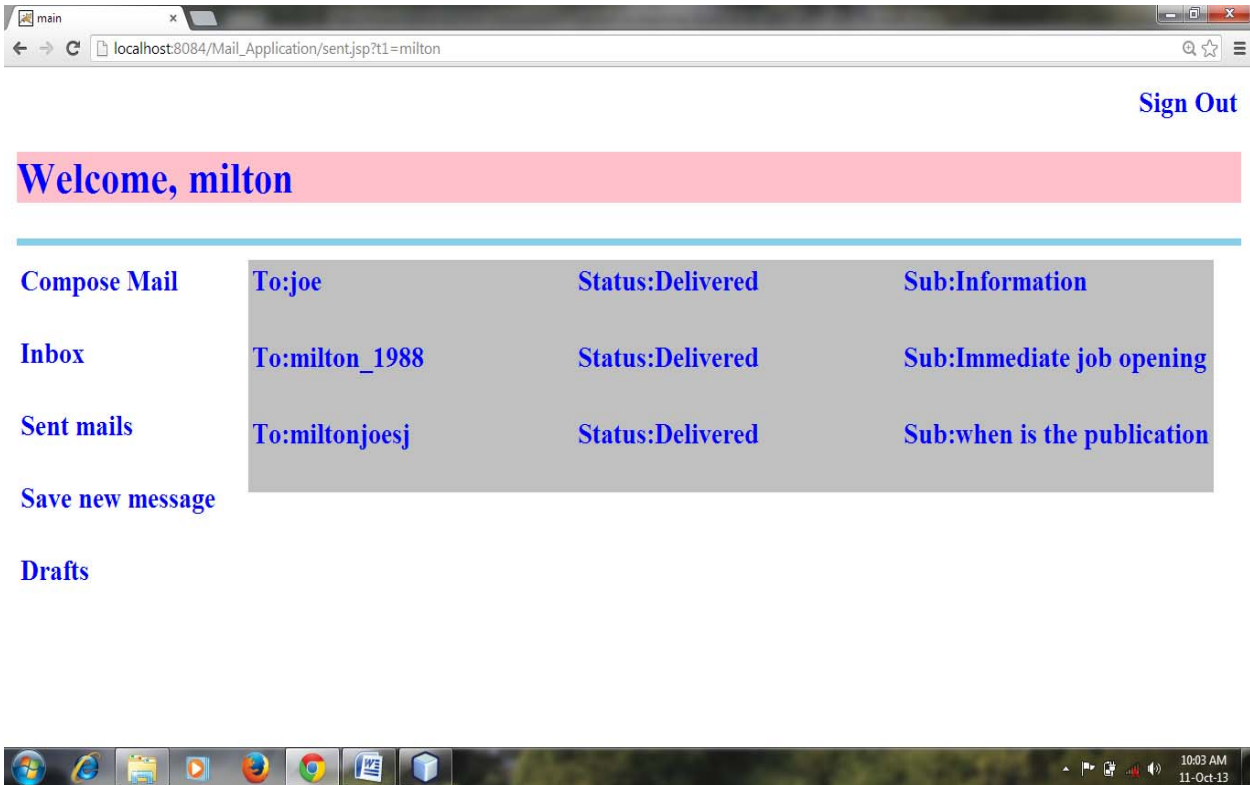 main
localhost:8084/Mail_Application/sent.jsp?t1=milton
Sign Out
Welcome, milton
Compose Mail
To:joe Status:Delivered Sub:Information
Inbox
To:milton_1988 Status:Delivered Sub:Immediate job opening
Sent mails
To:miltonjoesj Status:Delivered Sub:when is the publication
Save new message
Drafts
10:03 AM
11-Oct-13